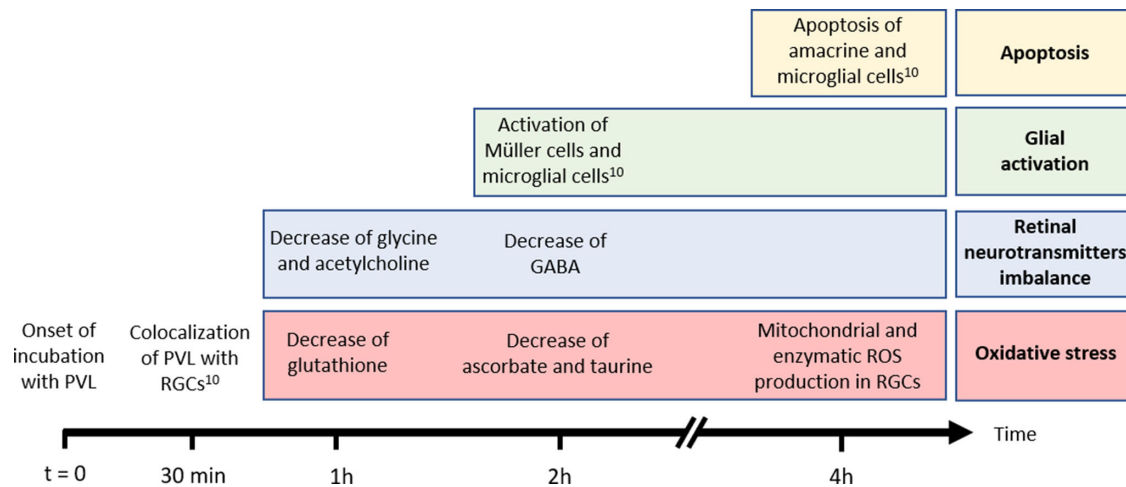 Apoptosis of
amacrine and
microglial cells¹⁰
Apoptosis
Activation of
Müller cells and
microglial cells¹⁰
Glial
activation
Decrease of glycine
and acetylcholine
Decrease of
GABA
Retinal
neurotransmitters
imbalance
Onset of
incubation
with PVL
Colocalization
of PVL with
RGCs¹⁰
Decrease of
glutathione
Decrease of
ascorbate and taurine
Mitochondrial and
enzymatic ROS
production in RGCs
Oxidative stress
Time
t = 0
30 min
1h
2h
4h